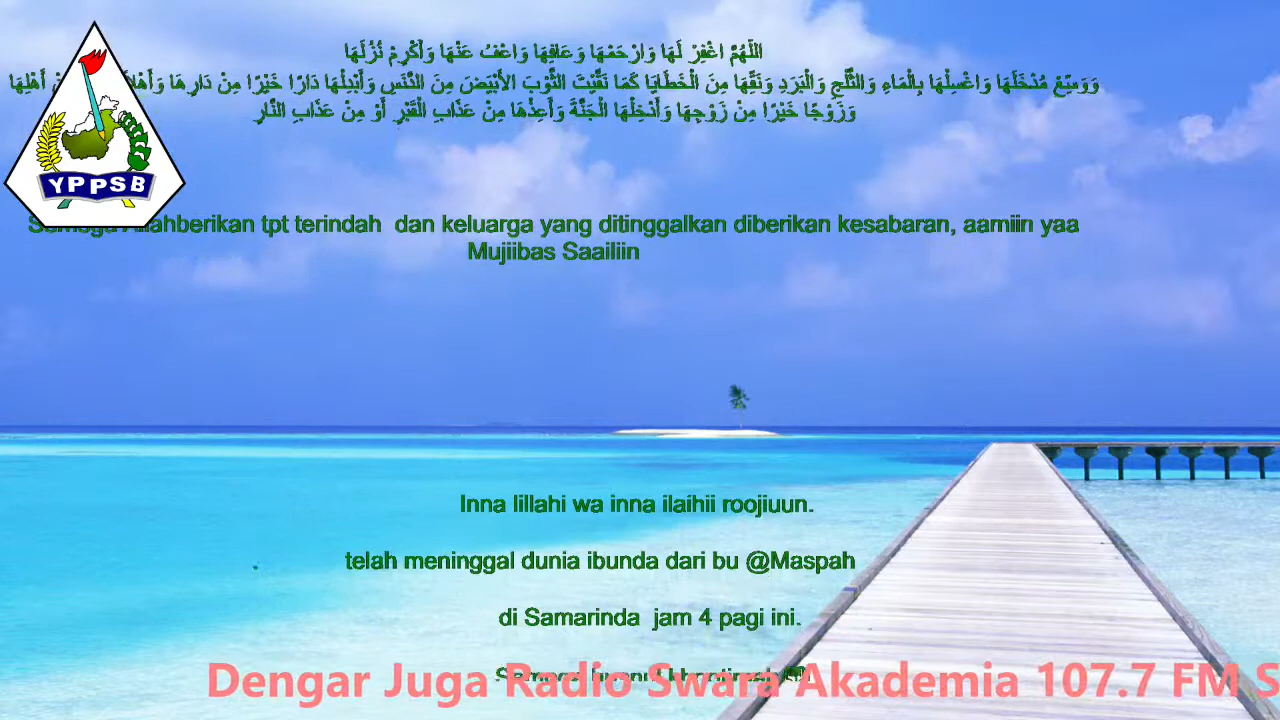 اللَّهُمَّ اغْفِرْ لَهَا وَارْحَمْهَا وَعَافِهَا وَاعْفُ عَنْهَا وَأَكْرِمْ نُزُلَهَا
وَوَسِّعْ مُدْخَلَهَا وَاغْسِلْهَا بِالْمَاءِ وَالثَّلْجِ وَالْبَرَدِ وَنَقِّهَا مِنَ الْخَطَايَا كَمَا نَقَّيْتَ الثَّوْبَ الأَبْيَضَ مِنَ الدَّنَسِ وَأَبْدِلْهَا دَارًا خَيْرًا مِنْ دَارِهَا أَهْلِهَا
وَزَوْجًا خَيْرًا مِنْ زَوْجِهَا وَأَدْخِلْهَا الْجَنَّةَ وَأَعِذْهَا مِنْ عَذَابِ الْقَبْرِ أَوْ مِنْ عَذَابِ النَّارِ
YPPSB
tpt terindah dan keluarga yang ditinggalkan diberikan kesabaran, aamiin yaa
Mujiibas Saailiin
Inna lillahi wa inna ilaihii roojiuun.
telah meninggal dunia ibunda dari bu @Maspah
di Samarinda jam 4 pagi ini.
Dengar Juga Radio Swara Akademia 107.7 FM S